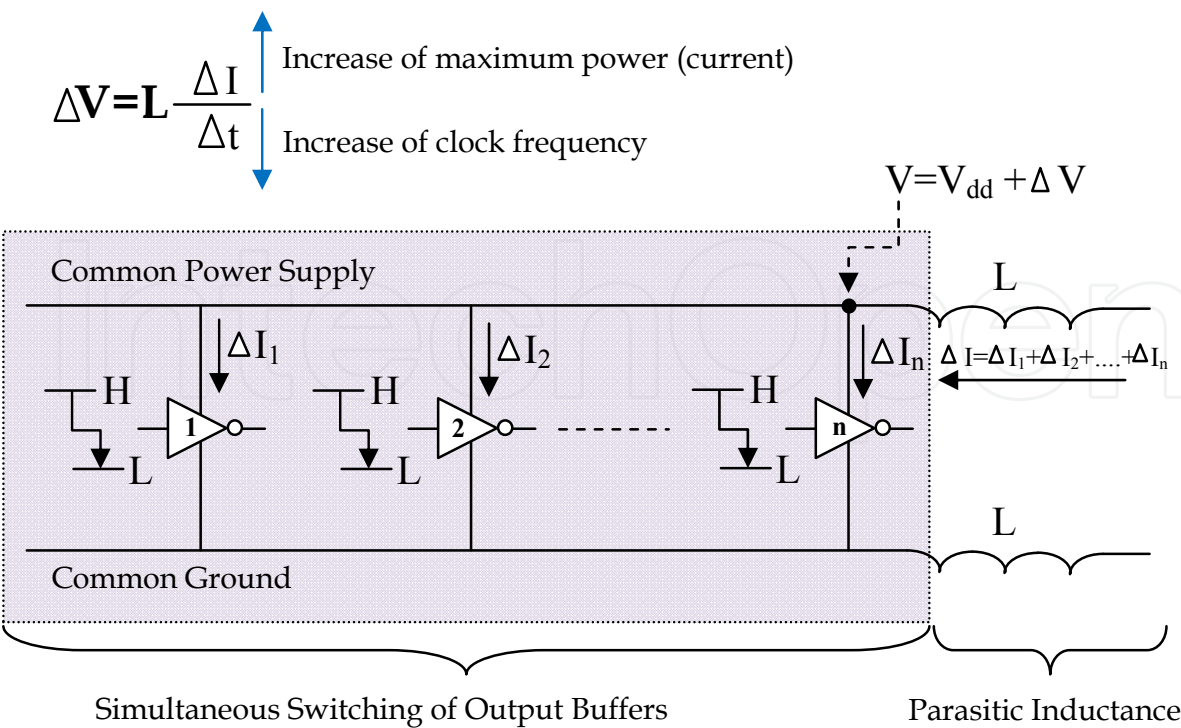 Increase of maximum power (current)
ΔV=L ΔI/Δt
Increase of clock frequency
V=Vdd+ΔV
Common Power Supply
L
ΔI1
ΔI2
ΔIn
ΔI=ΔI1+ΔI2+....+ΔIn
H
H
H
1
2
n
L
L
L
L
Common Ground
Simultaneous Switching of Output Buffers
Parasitic Inductance
IntechOpen